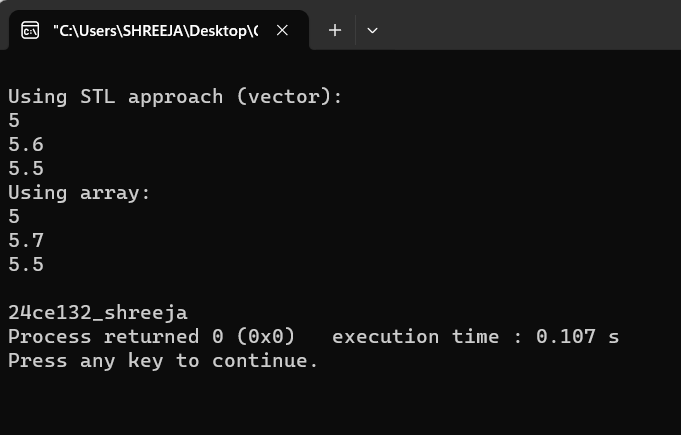 "C:\Users\SHREEJA\Desktop\C
Using STL approach (vector):
5
5.6
5.5
Using array:
5
5.7
5.5
24ce132_shreeja
Process returned 0 (0x0)   execution time : 0.107 s
Press any key to continue.